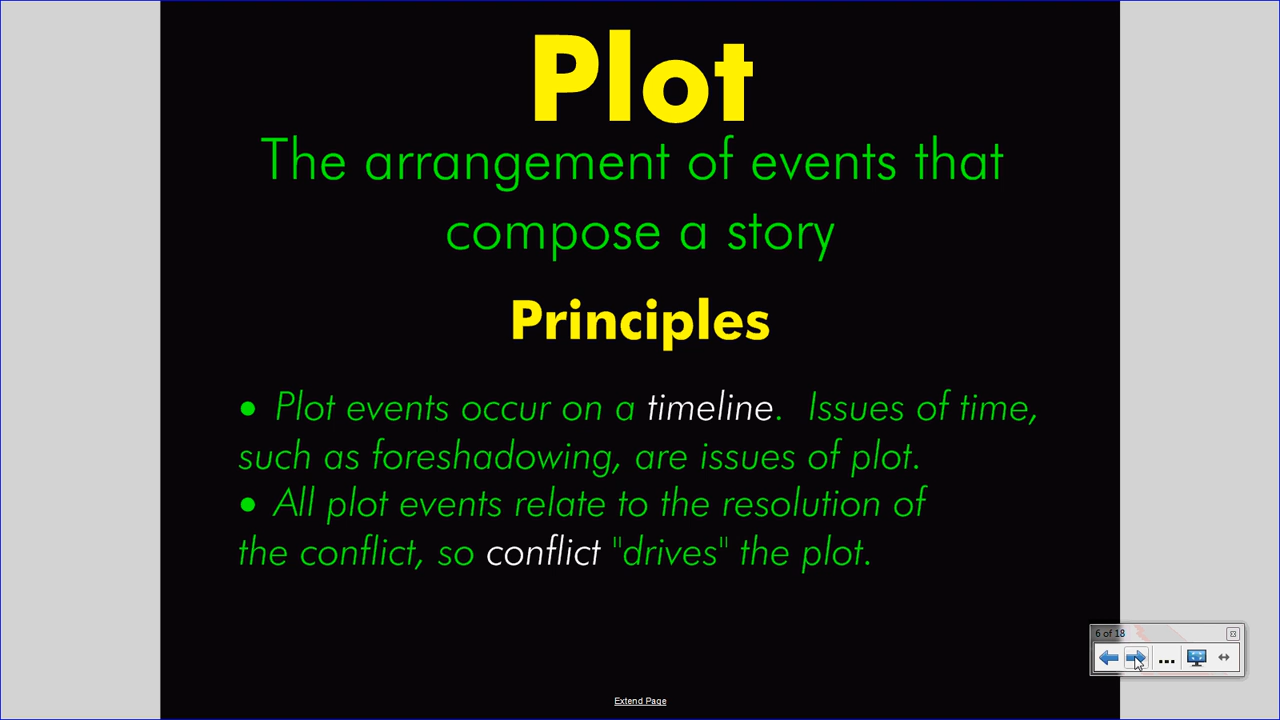 Plot
The arrangement of events that
compose a story
Principles
• Plot events occur on a timeline.  Issues of time,
such as foreshadowing, are issues of plot.
• All plot events relate to the resolution of
the conflict, so conflict "drives" the plot.
6 of 18
...
Extend Page